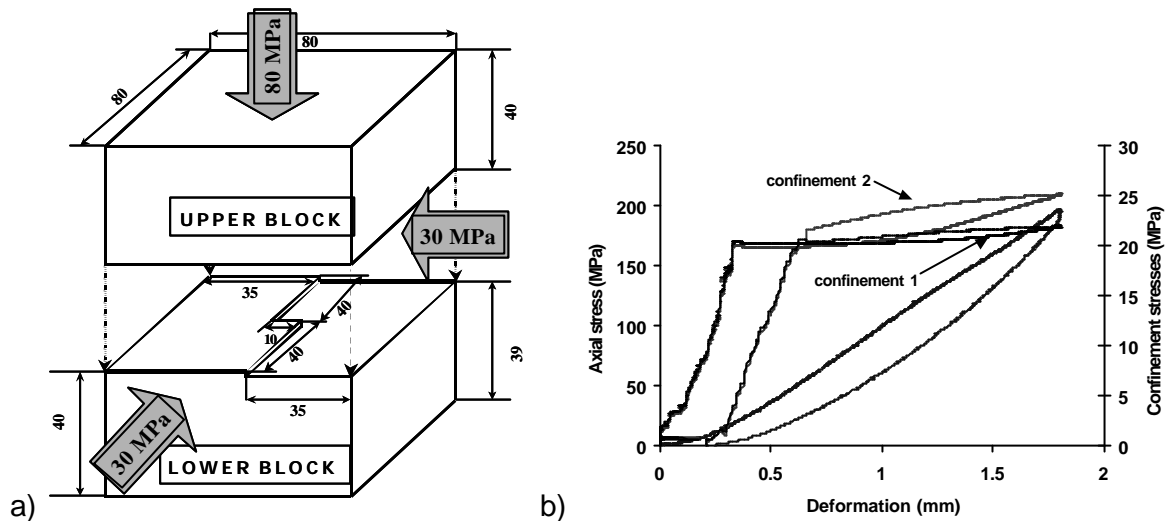 80
80 MPa
80
40
UPPER BLOCK
30 MPa
35
40
10
40
39
35
40
30 MPa
LOWER BLOCK
a)
b)
250
200
150
100
50
0
Axial stress (MPa)
30
25
20
15
10
5
0
Confinement stresses (MPa)
confinement 2
confinement 1
0
0.5
1
1.5
2
Deformation (mm)